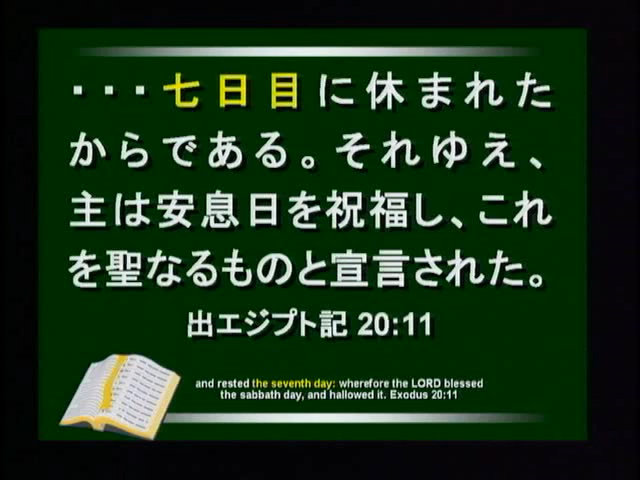 ・・・七日目に休まれた
からである。それゆえ、
主は安息日を祝福し、これ
を聖なるものと宣言された。
出エジプト記 20:11
and rested the seventh day: wherefore the LORD blessed
the sabbath day, and hallowed it. Exodus 20:11